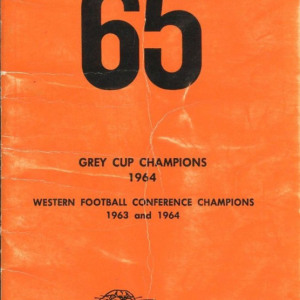 65
GREY CUP CHAMPIONS
1964
WESTERN FOOTBALL CONFERENCE CHAMPIONS
1963 and 1964